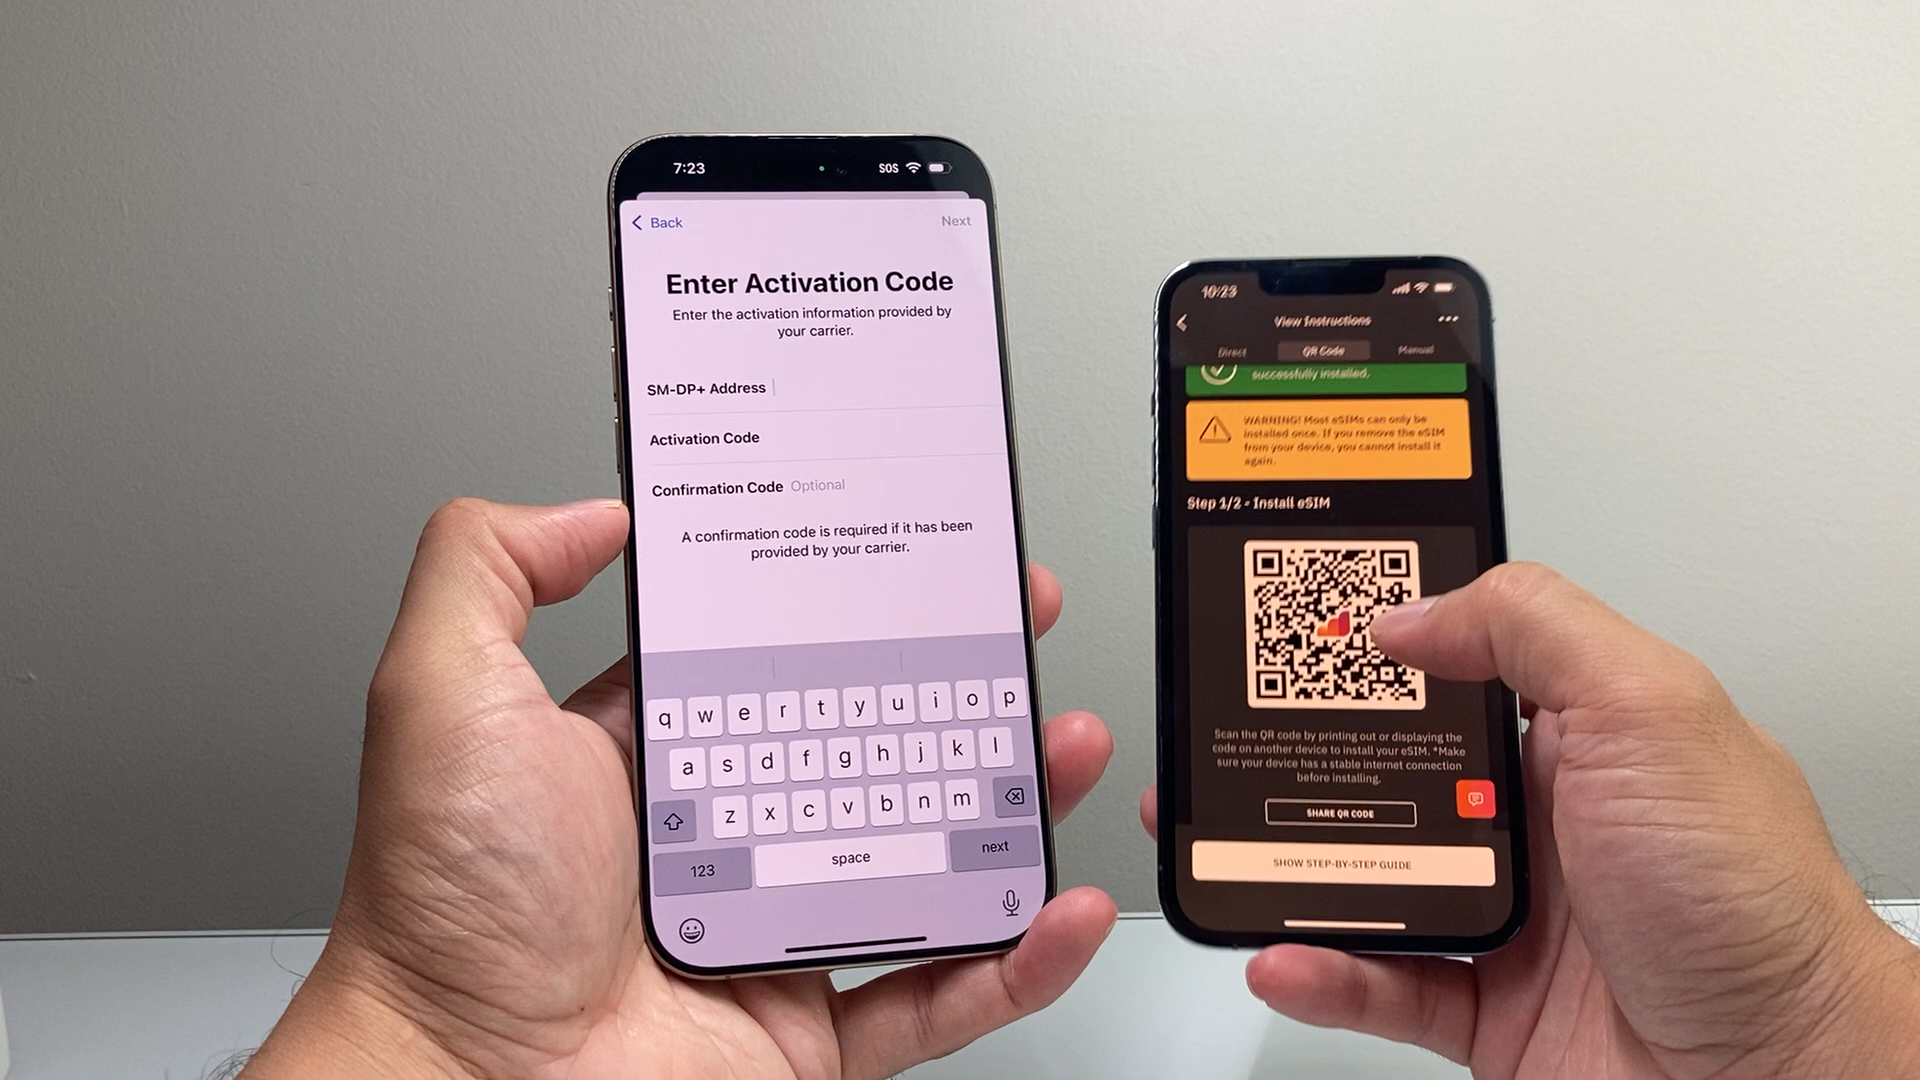 7:23
SOS
Back
Next
Enter Activation Code
Enter the activation information provided by
your carrier.
SM-DP+ Address
Activation Code
Confirmation Code Optional
A confirmation code is required if it has been
provided by your carrier.
q w e r t y u i o p
a s d f g h j k l
z x c v b n m
123
space
next
10:23
View Instructions
Direct
QR Code
Manual
successfully installed.
WARNING! Most eSIMs can only be
installed once. If you remove the eSIM
from your device, you cannot install it
again.
Step 1/2 - Install eSIM
Scan the QR code by printing out or displaying the
code on another device to install your eSIM. *Make
sure your device has a stable internet connection
before installing.
SHARE QR CODE
SHOW STEP-BY-STEP GUIDE